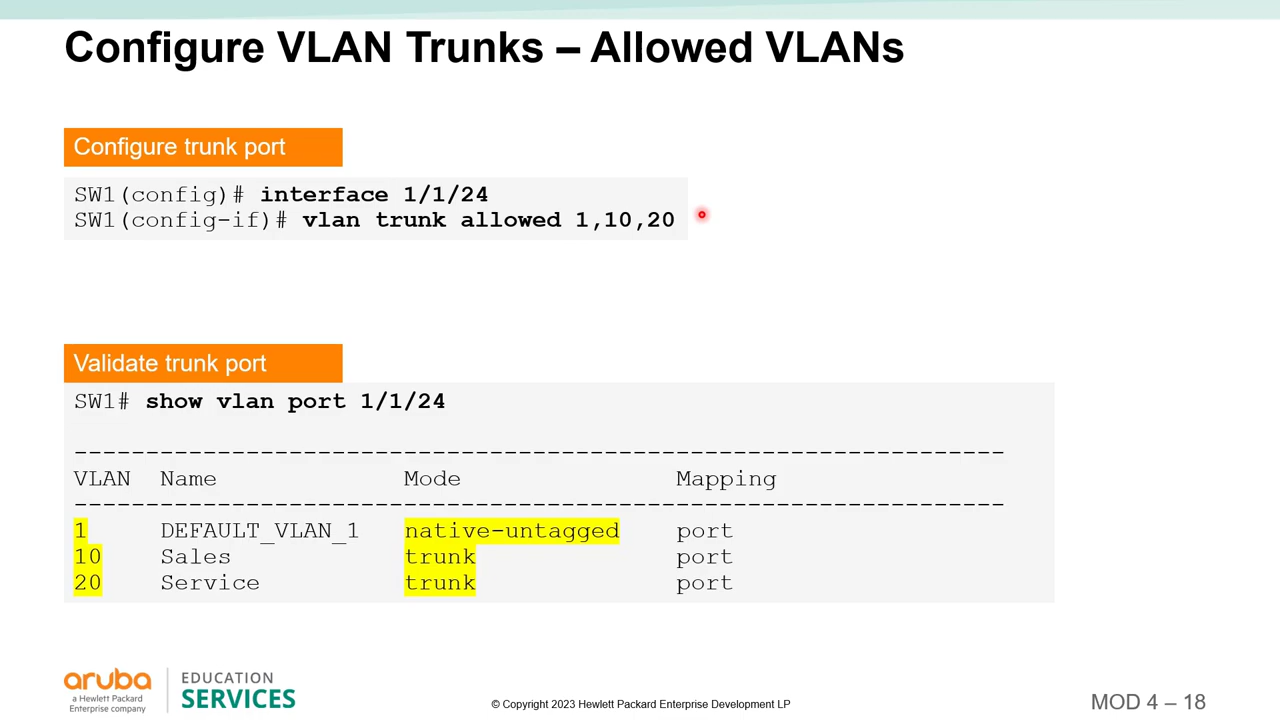 Configure VLAN Trunks – Allowed VLANs
Configure trunk port
SW1(config)# interface 1/1/24
SW1(config-if)# vlan trunk allowed 1,10,20
Validate trunk port
SW1# show vlan port 1/1/24
-----------------------------------------------------------------
VLAN  Name             Mode               Mapping
-----------------------------------------------------------------
1     DEFAULT_VLAN_1   native-untagged    port
10    Sales            trunk              port
20    Service          trunk              port
aruba
a Hewlett Packard
Enterprise company
EDUCATION
SERVICES
© Copyright 2023 Hewlett Packard Enterprise Development LP
MOD 4 – 18